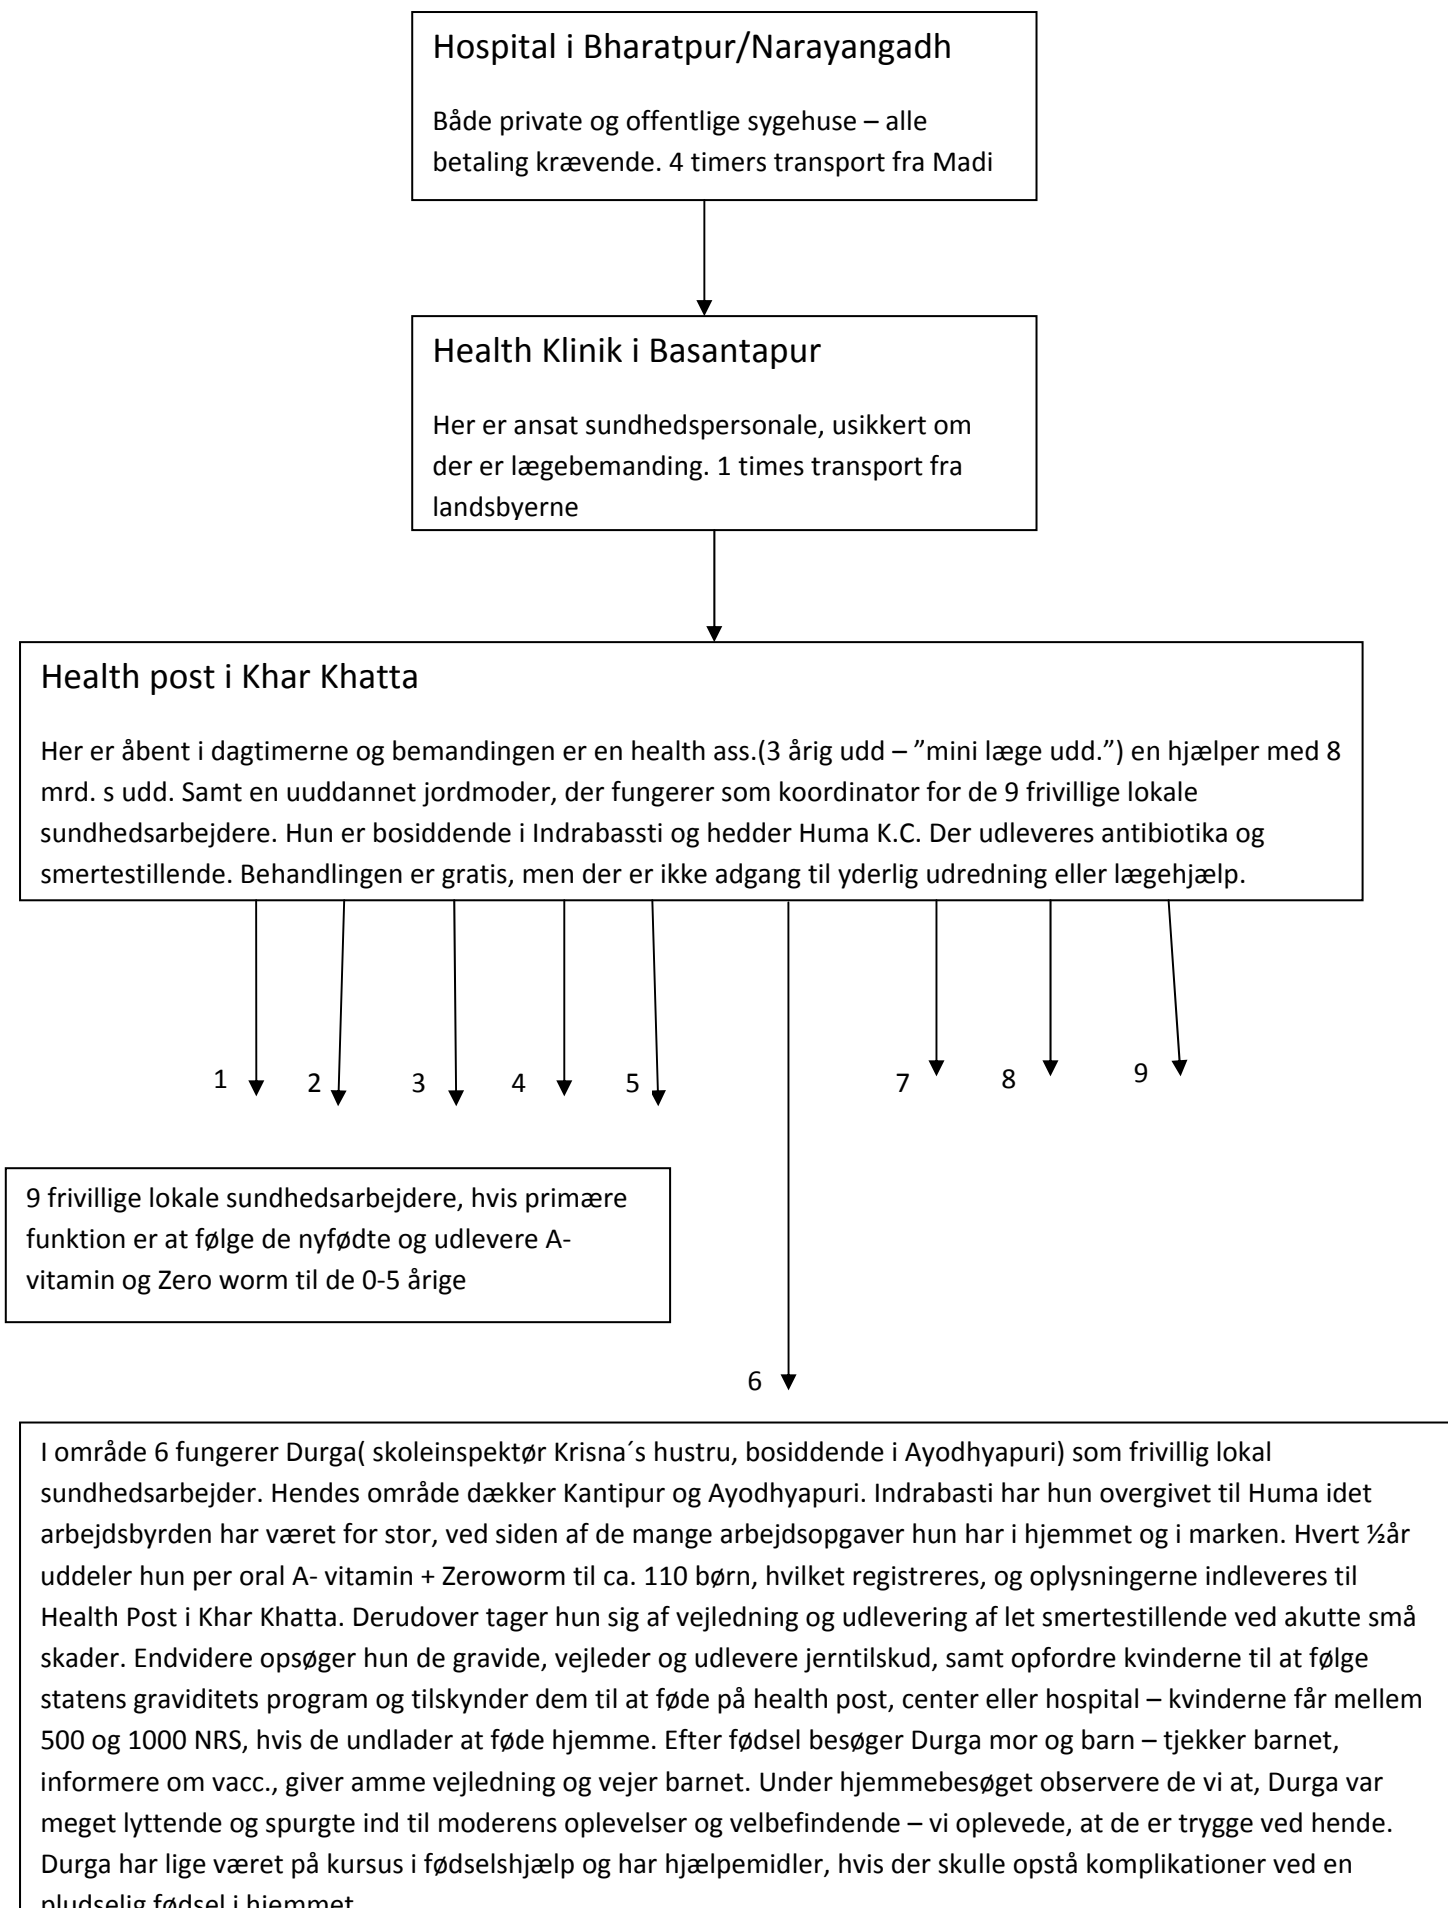 Hospital i Bharatpur/Narayangadh
Både private og offentlige sygehuse – alle
betaling krævende. 4 timers transport fra Madi
Health Klinik i Basantapur
Her er ansat sundhedspersonale, usikkert om
der er lægebemanding. 1 times transport fra
landsbyerne
Health post i Khar Khatta
Her er åbent i dagtimerne og bemandingen er en health ass.(3 årig udd – ”mini læge udd.”) en hjælper med 8
mrd. s udd. Samt en uuddannet jordmoder, der fungerer som koordinator for de 9 frivillige lokale
sundhedsarbejdere. Hun er bosiddende i Indrabassti og hedder Huma K.C. Der udleveres antibiotika og
smertestillende. Behandlingen er gratis, men der er ikke adgang til yderlig udredning eller lægehjælp.
1 2 3 4 5 7 8 9
9 frivillige lokale sundhedsarbejdere, hvis primære
funktion er at følge de nyfødte og udlevere A-
vitamin og Zero worm til de 0-5 årige
6
I område 6 fungerer Durga( skoleinspektør Krisna´s hustru, bosiddende i Ayodhyapuri) som frivillig lokal
sundhedsarbejder. Hendes område dækker Kantipur og Ayodhyapuri. Indrabasti har hun overgivet til Huma idet
arbejdsbyrden har været for stor, ved siden af de mange arbejdsopgaver hun har i hjemmet og i marken. Hvert ½år
uddeler hun per oral A- vitamin + Zeroworm til ca. 110 børn, hvilket registreres, og oplysningerne indleveres til
Health Post i Khar Khatta. Derudover tager hun sig af vejledning og udlevering af let smertestillende ved akutte små
skader. Endvidere opsøger hun de gravide, vejleder og udlevere jerntilskud, samt opfordre kvinderne til at følge
statens graviditets program og tilskynder dem til at føde på health post, center eller hospital – kvinderne får mellem
500 og 1000 NRS, hvis de undlader at føde hjemme. Efter fødsel besøger Durga mor og barn – tjekker barnet,
informere om vacc., giver amme vejledning og vejer barnet. Under hjemmebesøget observere de vi at, Durga var
meget lyttende og spurgte ind til moderens oplevelser og velbefindende – vi oplevede, at de er trygge ved hende.
Durga har lige været på kursus i fødselshjælp og har hjælpemidler, hvis der skulle opstå komplikationer ved en
pludselig fødsel i hjemmet